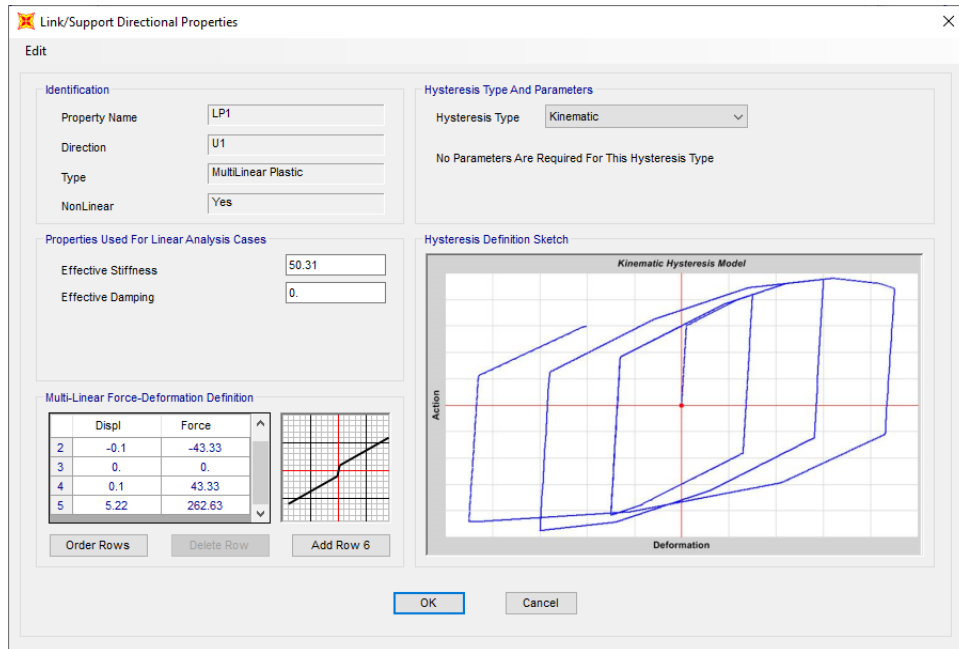 Link/Support Directional Properties
Edit
Identification
Property Name LP1
Direction U1
Type MultiLinear Plastic
NonLinear Yes
Hysteresis Type And Parameters
Hysteresis Type Kinematic
No Parameters Are Required For This Hysteresis Type
Properties Used For Linear Analysis Cases
Effective Stiffness 50.31
Effective Damping 0.
Hysteresis Definition Sketch
Kinematic Hysteresis Model
Action
Deformation
Multi-Linear Force-Deformation Definition
Displ Force
2 -0.1 -43.33
3 0. 0.
4 0.1 43.33
5 5.22 262.63
Order Rows Delete Row Add Row 6
OK Cancel